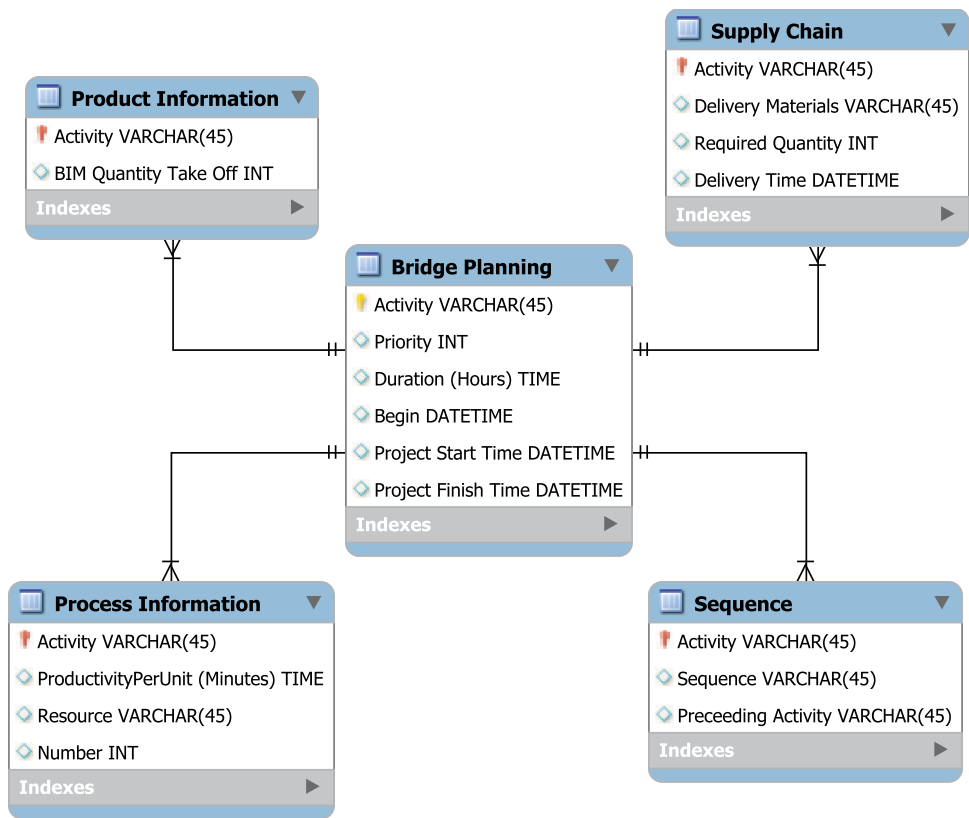 Product Information
Activity VARCHAR(45)
BIM Quantity Take Off INT
Indexes
Supply Chain
Activity VARCHAR(45)
Delivery Materials VARCHAR(45)
Required Quantity INT
Delivery Time DATETIME
Indexes
Bridge Planning
Activity VARCHAR(45)
Priority INT
Duration (Hours) TIME
Begin DATETIME
Project Start Time DATETIME
Project Finish Time DATETIME
Indexes
Process Information
Activity VARCHAR(45)
ProductivityPerUnit (Minutes) TIME
Resource VARCHAR(45)
Number INT
Indexes
Sequence
Activity VARCHAR(45)
Sequence VARCHAR(45)
Preceeding Activity VARCHAR(45)
Indexes